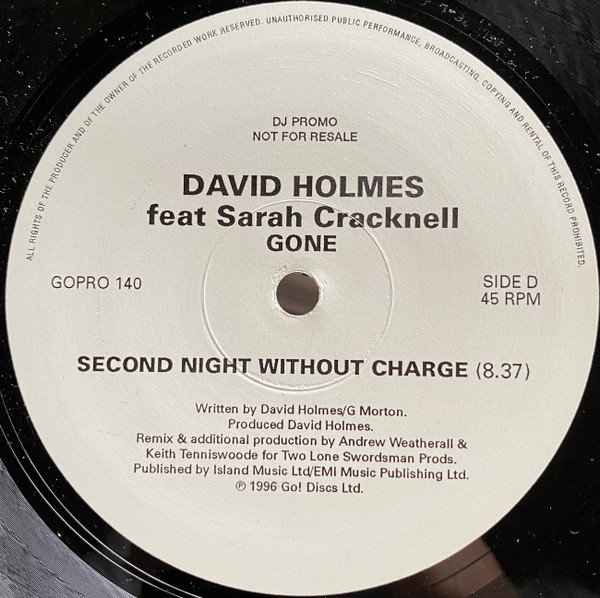 ALL RIGHTS OF THE PRODUCER AND OF THE OWNER OF THE RECORDED WORK RESERVED. UNAUTHORISED PUBLIC PERFORMANCE, BROADCASTING, COPYING AND RENTAL OF THIS RECORD PROHIBITED.
DJ PROMO
NOT FOR RESALE
DAVID HOLMES
feat Sarah Cracknell
GONE
GOPRO 140
SIDE D
45 RPM
SECOND NIGHT WITHOUT CHARGE (8.37)
Written by David Holmes/G Morton.
Produced David Holmes.
Remix & additional production by Andrew Weatherall &
Keith Tenniswoode for Two Lone Swordsman Prods.
Published by Island Music Ltd/EMI Music Publishing Ltd.
℗ 1996 Go! Discs Ltd.